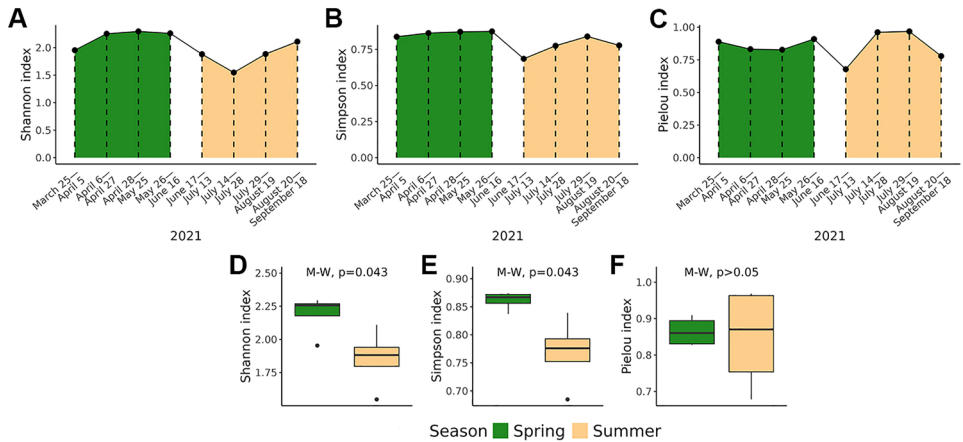 A
B
C
Shannon index
2.0
1.5
1.0
0.5
0.0
March 25—
April 5
April 6—
April 27
April 28—
May 25
May 26—
June 16
June 17—
July 13
July 14—
July 28
July 29—
August 19
August 20—
September 18
2021
Simpson index
0.75
0.50
0.25
0.00
March 25—
April 5
April 6—
April 27
April 28—
May 25
May 26—
June 16
June 17—
July 13
July 14—
July 28
July 29—
August 19
August 20—
September 18
2021
Pielou index
1.00
0.75
0.50
0.25
0.00
March 25—
April 5
April 6—
April 27
April 28—
May 25
May 26—
June 16
June 17—
July 13
July 14—
July 28
July 29—
August 19
August 20—
September 18
2021
D
M-W, p=0.043
Shannon index
2.50
2.25
2.00
1.75
E
M-W, p=0.043
Simpson index
0.90
0.85
0.80
0.75
0.70
F
M-W, p>0.05
Pielou index
1.0
0.9
0.8
0.7
Season Spring Summer